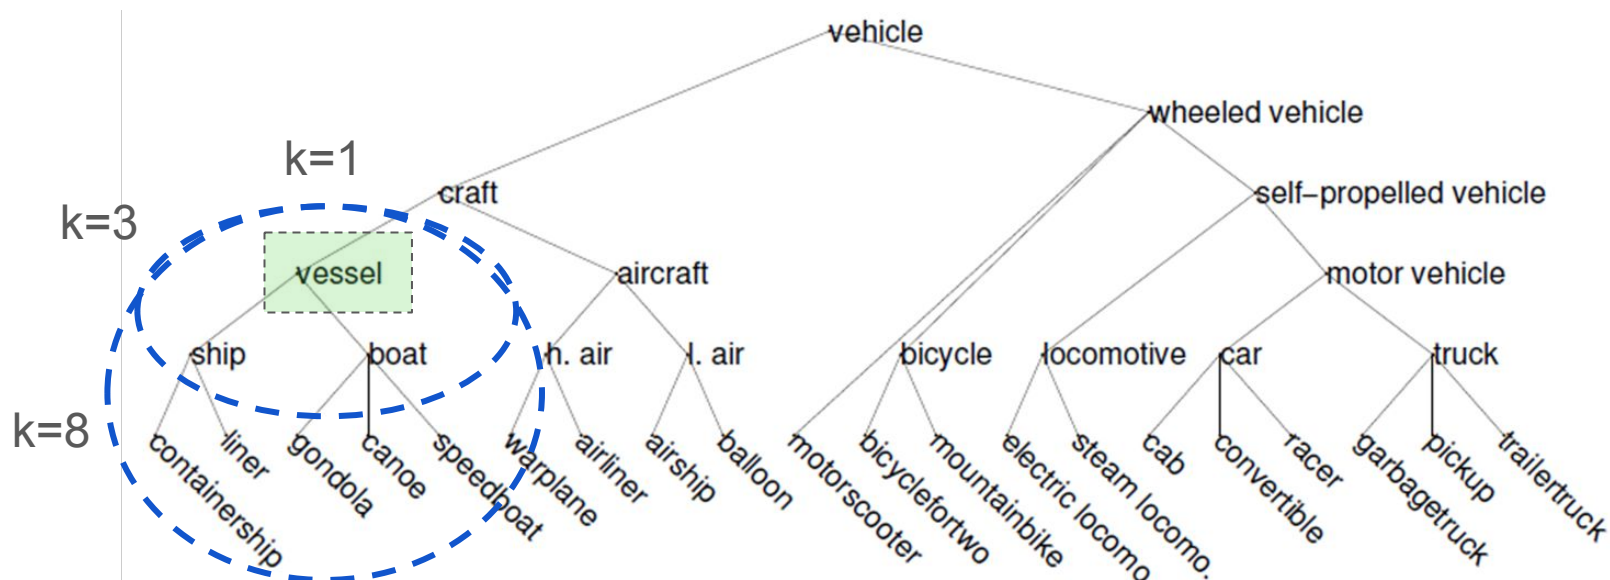 vehicle
wheeled vehicle
k=1
craft
self–propelled vehicle
k=3
vessel
aircraft
motor vehicle
ship
boat
h. air
l. air
bicycle
locomotive
car
truck
k=8
containership
liner
gondola
canoe
speedboat
warplane
airliner
airship
balloon
motorscooter
bicyclefortwo
mountainbike
electric locomo
steam locomo.
cab
convertible
racer
garbagetruck
pickup
trailertruck